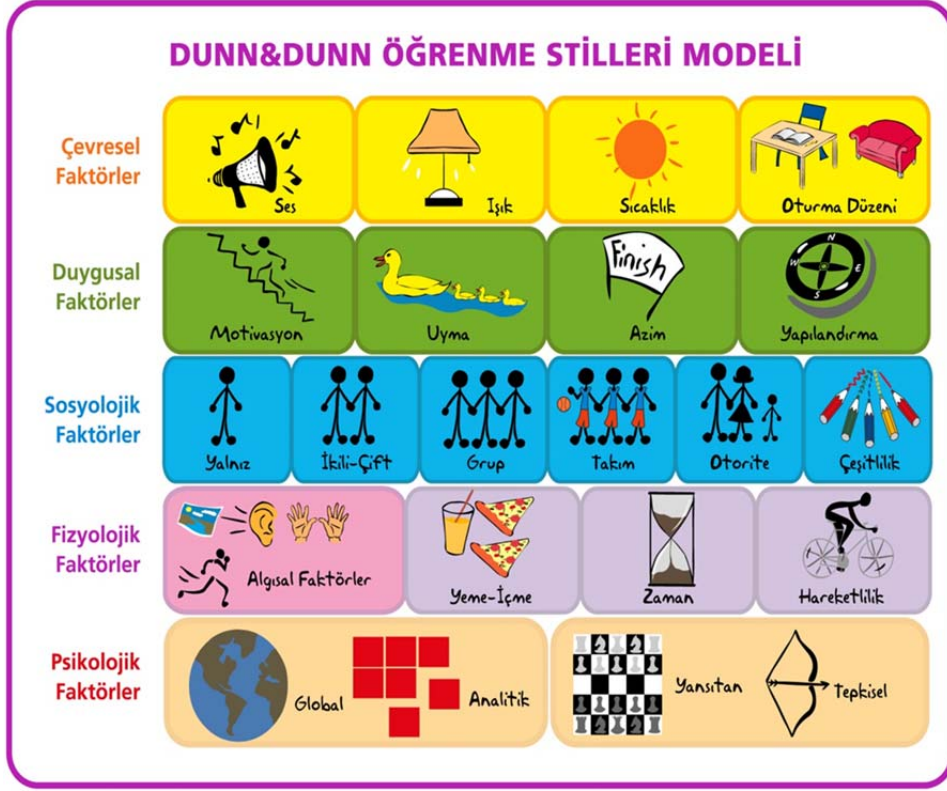 DUNN&DUNN ÖĞRENME STİLLERİ MODELİ
Çevresel
Faktörler
Ses
Işık
Sıcaklık
Oturma Düzeni
Duygusal
Faktörler
Motivasyon
Uyma
Finish
Azim
N
W
E
S
Yapılandırma
Sosyolojik
Faktörler
Yalnız
İkili-Çift
Grup
Takım
Otorite
Çeşitlilik
Fizyolojik
Faktörler
Algısal Faktörler
Yeme-İçme
Zaman
Hareketlilik
Psikolojik
Faktörler
Global
Analitik
Yansıtan
Tepkisel